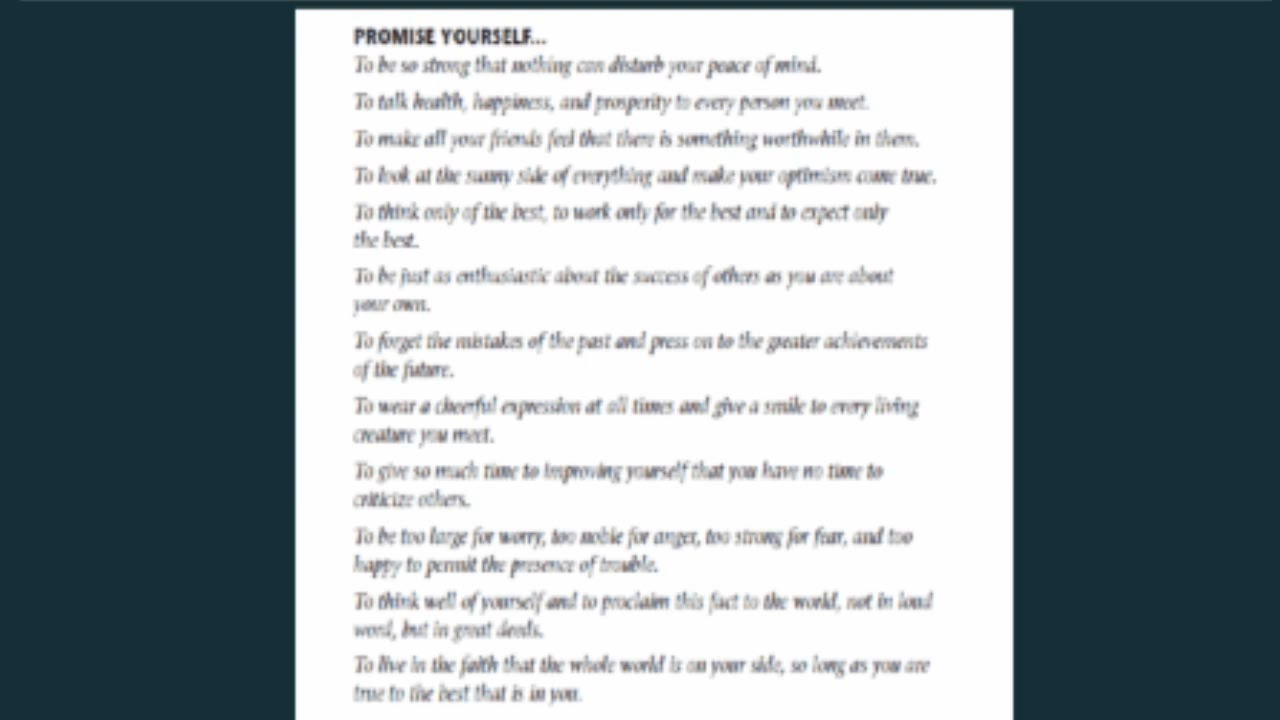 PROMISE YOURSELF...
To be so strong that nothing can disturb your peace of mind.
To talk health, happiness, and prosperity to every person you meet.
To make all your friends feel that there is something worthwhile in them.
To look at the sunny side of everything and make your optimism come true.
To think only of the best, to work only for the best and to expect only
the best.
To be just as enthusiastic about the success of others as you are about
your own.
To forget the mistakes of the past and press on to the greater achievements
of the future.
To wear a cheerful expression at all times and give a smile to every living
creature you meet.
To give so much time to improving yourself that you have no time to
criticize others.
To be too large for worry, too noble for anger, too strong for fear, and too
happy to permit the presence of trouble.
To think well of yourself and to proclaim this fact to the world, not in loud
word, but in great deeds.
To live in the faith that the whole world is on your side, so long as you are
true to the best that is in you.